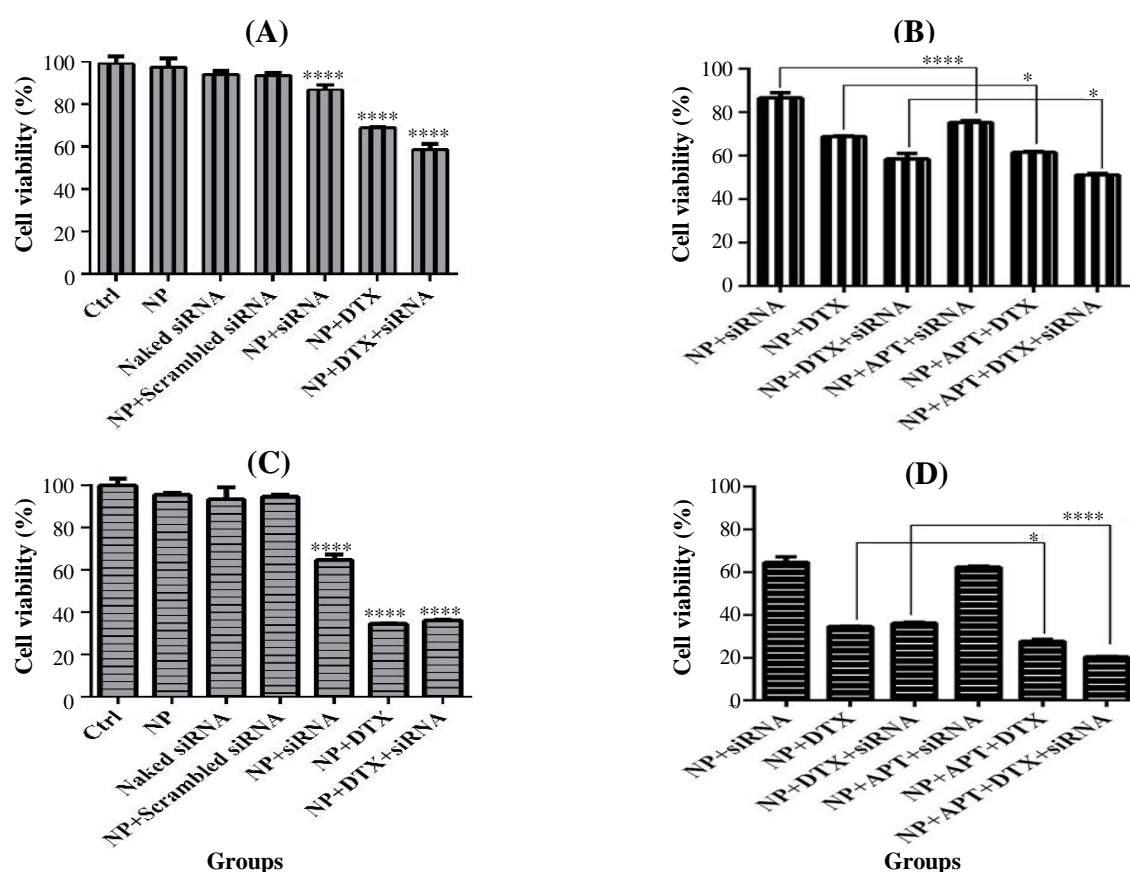 (A)
Cell viability (%)
100
80
60
40
20
0
****
****
****
Ctrl
NP
Naked siRNA
NP+Scrambled siRNA
NP+siRNA
NP+DTX
NP+DTX+siRNA
(B)
Cell viability (%)
100
80
60
40
20
0
****
*
*
NP+siRNA
NP+DTX
NP+DTX+siRNA
NP+APT+siRNA
NP+APT+DTX
NP+APT+DTX+siRNA
(C)
Cell viability (%)
100
80
60
40
20
0
****
****
****
Ctrl
NP
Naked siRNA
NP+Scrambled siRNA
NP+siRNA
NP+DTX
NP+DTX+siRNA
Groups
(D)
Cell viability (%)
100
80
60
40
20
0
****
*
NP+siRNA
NP+DTX
NP+DTX+siRNA
NP+APT+siRNA
NP+APT+DTX
NP+APT+DTX+siRNA
Groups